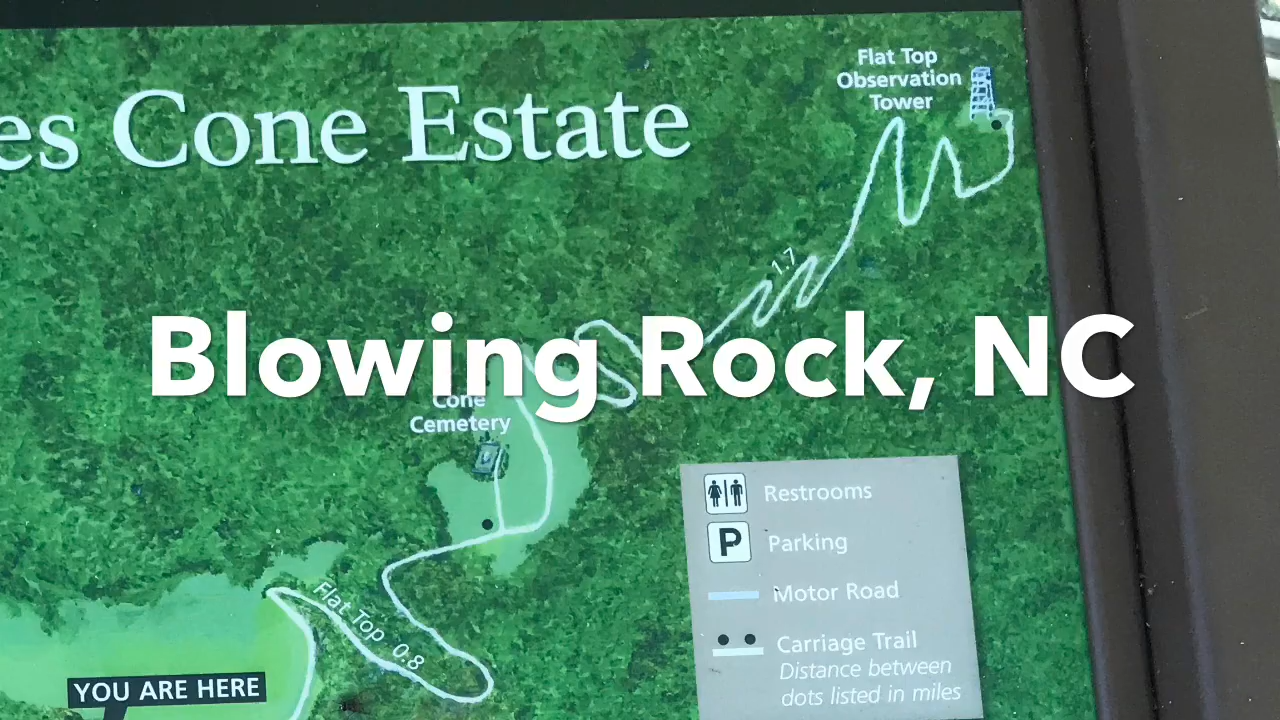 es Cone Estate
Flat Top
Observation
Tower
1.7
Blowing Rock, NC
Cone
Cemetery
Restrooms
P Parking
Motor Road
Carriage Trail
Distance between
dots listed in miles
Flat Top 0.8
YOU ARE HERE